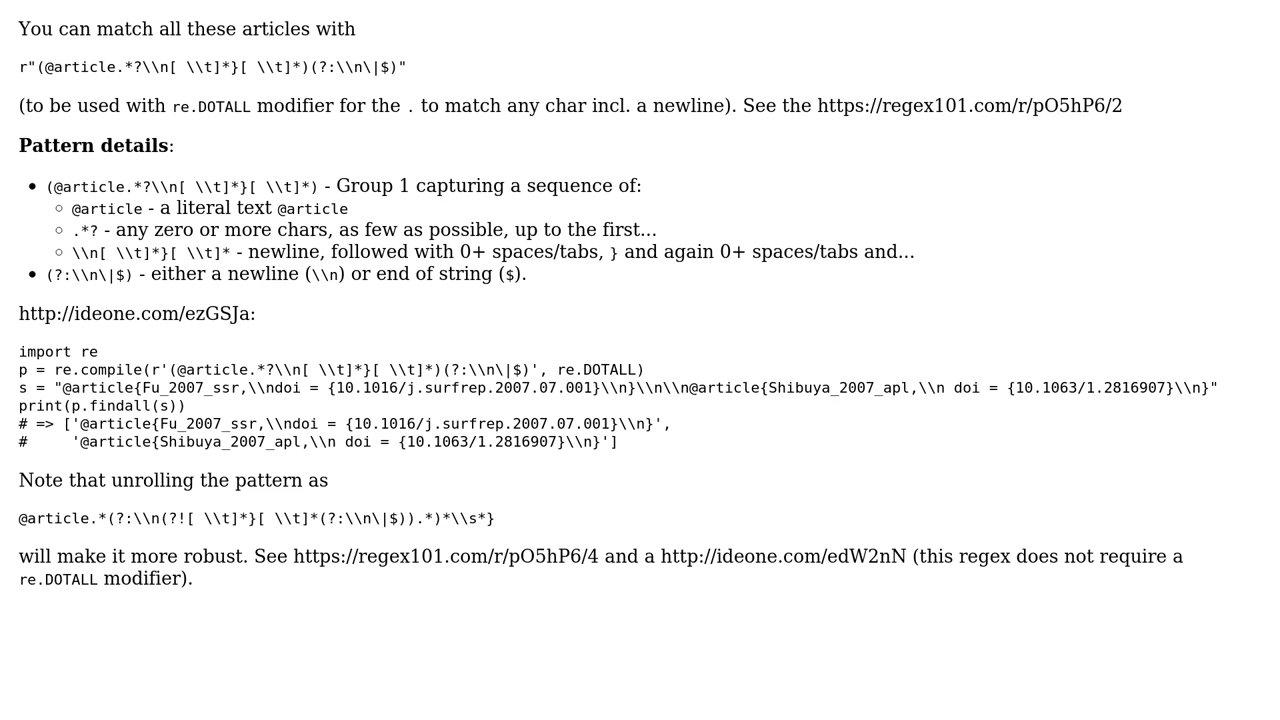 You can match all these articles with
r"(@article.*?\\n[ \\t]*}[ \\t]*)(?:\\n\|$)"
(to be used with re.DOTALL modifier for the . to match any char incl. a newline). See the https://regex101.com/r/pO5hP6/2
Pattern details:
• (@article.*?\\n[ \\t]*}[ \\t]*) - Group 1 capturing a sequence of:
◦ @article - a literal text @article
◦ .*? - any zero or more chars, as few as possible, up to the first...
◦ \\n[ \\t]*}[ \\t]* - newline, followed with 0+ spaces/tabs, } and again 0+ spaces/tabs and...
• (?:\\n\|$) - either a newline (\\n) or end of string ($).
http://ideone.com/ezGSJa:
import re
p = re.compile(r'(@article.*?\\n[ \\t]*}[ \\t]*)(?:\\n\|$)', re.DOTALL)
s = "@article{Fu_2007_ssr,\\ndoi = {10.1016/j.surfrep.2007.07.001}\\n}\\n\\n@article{Shibuya_2007_apl,\\n doi = {10.1063/1.2816907}\\n}"
print(p.findall(s))
# => ['@article{Fu_2007_ssr,\\ndoi = {10.1016/j.surfrep.2007.07.001}\\n}',
#     '@article{Shibuya_2007_apl,\\n doi = {10.1063/1.2816907}\\n}']
Note that unrolling the pattern as
@article.*(?:\\n(?![ \\t]*}[ \\t]*(?:\\n\|$)).*)*\\s*}
will make it more robust. See https://regex101.com/r/pO5hP6/4 and a http://ideone.com/edW2nN (this regex does not require a
re.DOTALL modifier).